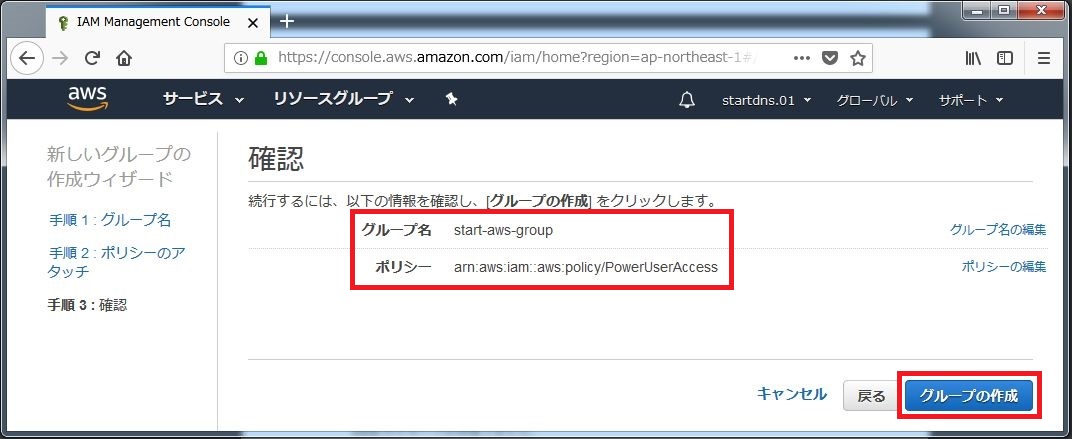 IAM Management Console
https://console.aws.amazon.com/iam/home?region=ap-northeast-1#
aws サービス リソースグループ startdns.01 グローバル サポート
新しいグループの
作成ウィザード
手順 1 : グループ名
手順 2 : ポリシーのア
タッチ
手順 3 : 確認
確認
続行するには、以下の情報を確認し、[グループの作成] をクリックします。
グループ名 start-aws-group グループ名の編集
ポリシー arn:aws:iam::aws:policy/PowerUserAccess ポリシーの編集
キャンセル 戻る グループの作成